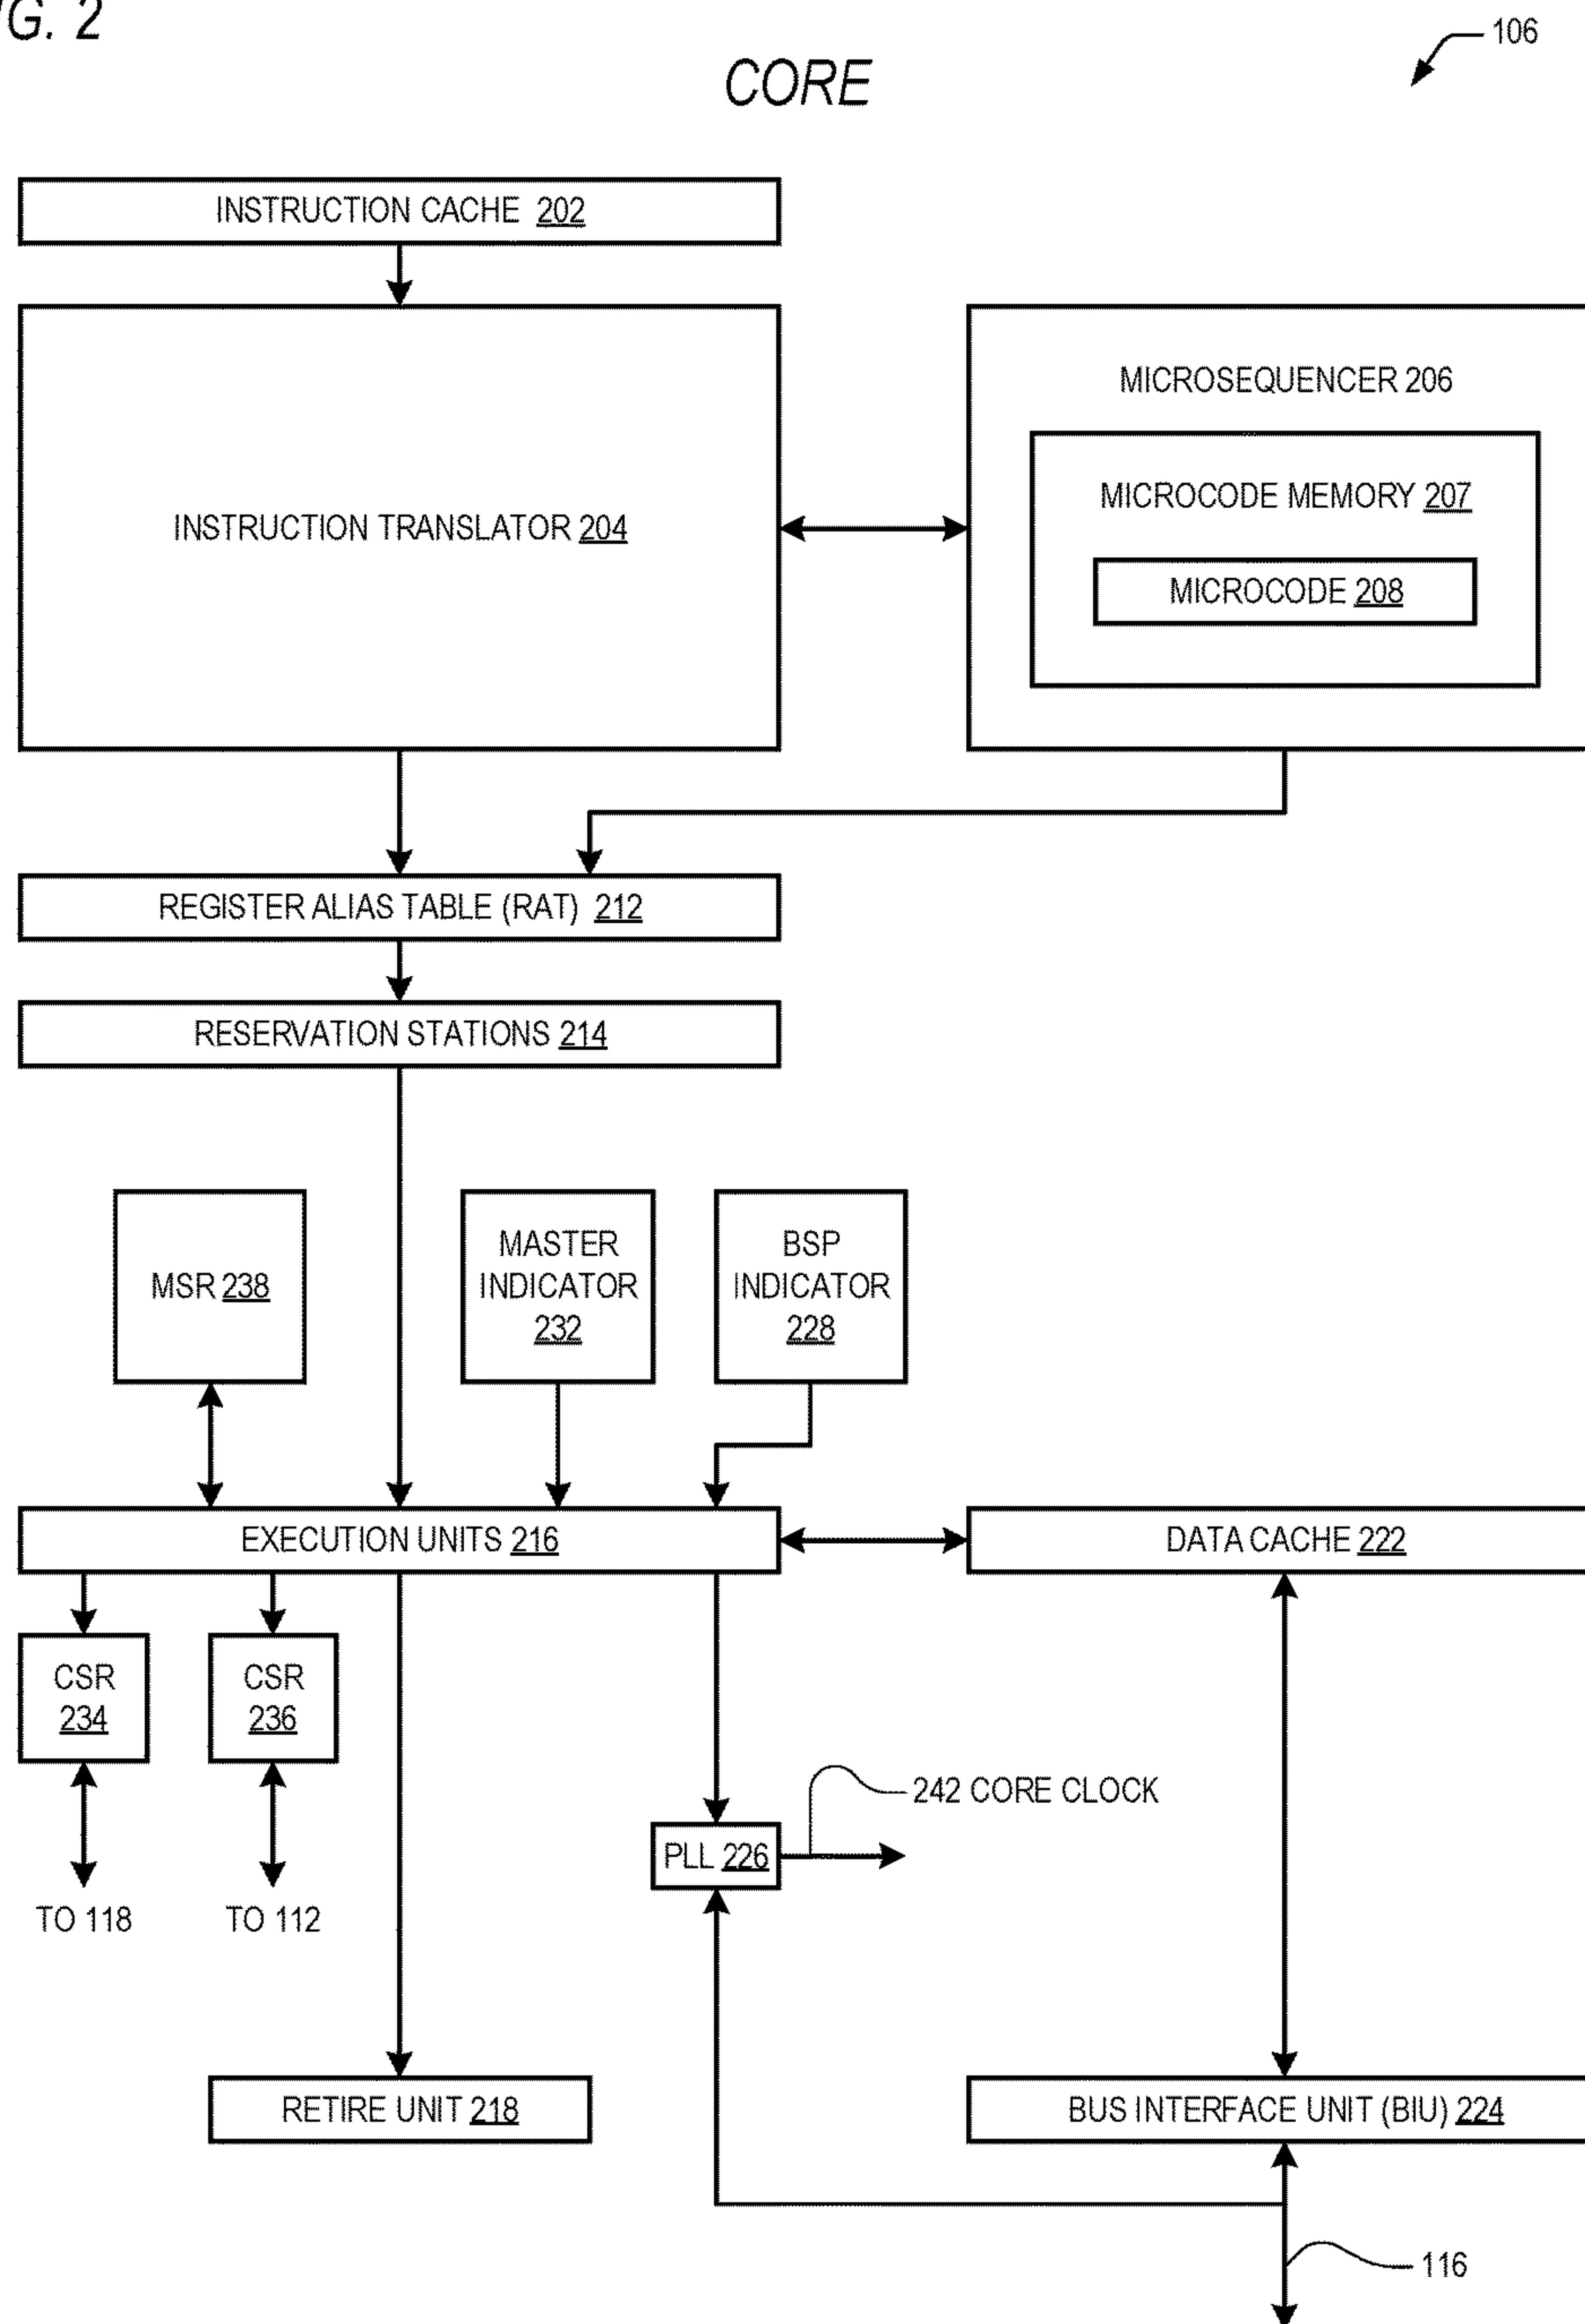 G. 2
106
CORE
INSTRUCTION CACHE 202
MICROSEQUENCER 206
MICROCODE MEMORY 207
INSTRUCTION TRANSLATOR 204
MICROCODE 208
REGISTER ALIAS TABLE (RAT) 212
RESERVATION STATIONS 214
MSR 238
MASTER
INDICATOR
232
BSP
INDICATOR
228
EXECUTION UNITS 216
DATA CACHE 222
CSR
234
CSR
236
242 CORE CLOCK
PLL 226
TO 118
TO 112
RETIRE UNIT 218
BUS INTERFACE UNIT (BIU) 224
116